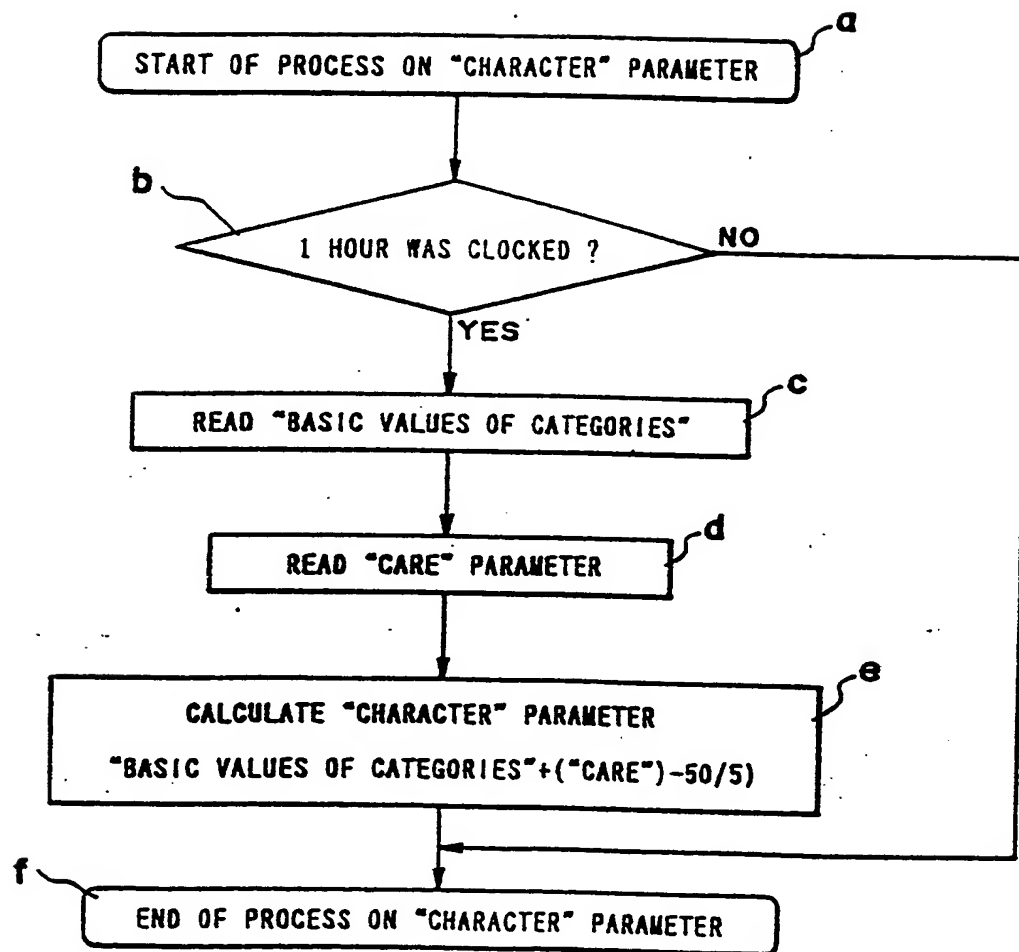 a
START OF PROCESS ON "CHARACTER" PARAMETER
b
1 HOUR WAS CLOCKED ?
NO
YES
c
READ "BASIC VALUES OF CATEGORIES"
d
READ "CARE" PARAMETER
e
CALCULATE "CHARACTER" PARAMETER
"BASIC VALUES OF CATEGORIES"+("CARE")-50/5)
f
END OF PROCESS ON "CHARACTER" PARAMETER